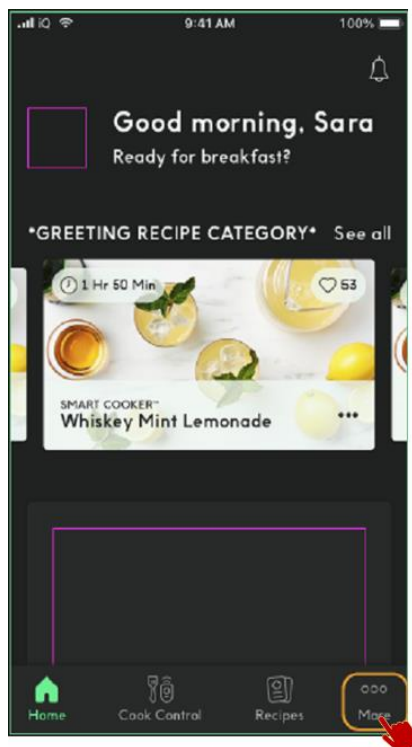 iQ 9:41 AM 100%
Good morning, Sara
Ready for breakfast?
*GREETING RECIPE CATEGORY* See all
1 Hr 50 Min 53
SMART COOKER™
Whiskey Mint Lemonade
Home Cook Control Recipes More